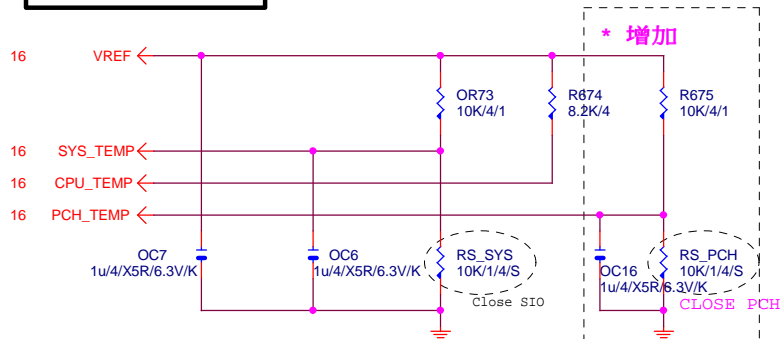 * 增加
16 VREF
OR73
10K/4/1
R674
8.2K/4
R675
10K/4/1
16 SYS_TEMP
16 CPU_TEMP
16 PCH_TEMP
OC7
1u/4/X5R/6.3V/K
OC6
1u/4/X5R/6.3V/K
RS_SYS
10K/1/4/S
Close SIO
OC16
1u/4/X5R/6.3V/K
RS_PCH
10K/1/4/S
CLOSE PCH